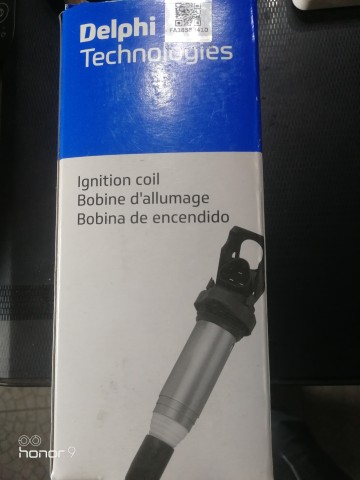 Delphi
Technologies
Ignition coil
Bobine d'allumage
Bobina de encendido
honor 9